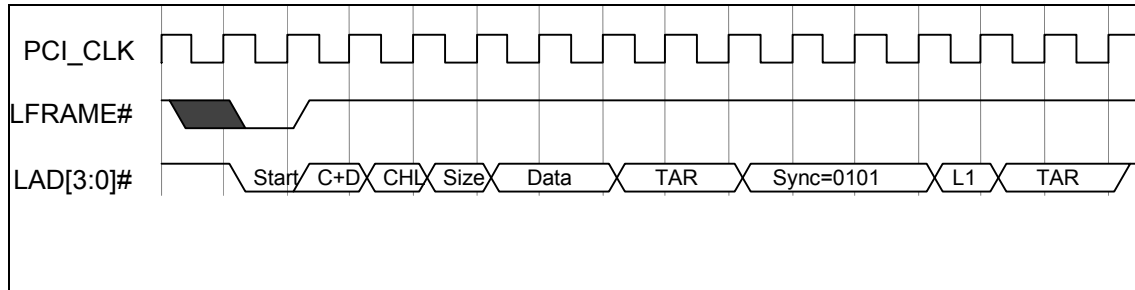 PCI_CLK
LFRAME#
LAD[3:0]# Start C+D CHL Size Data TAR Sync=0101 L1 TAR